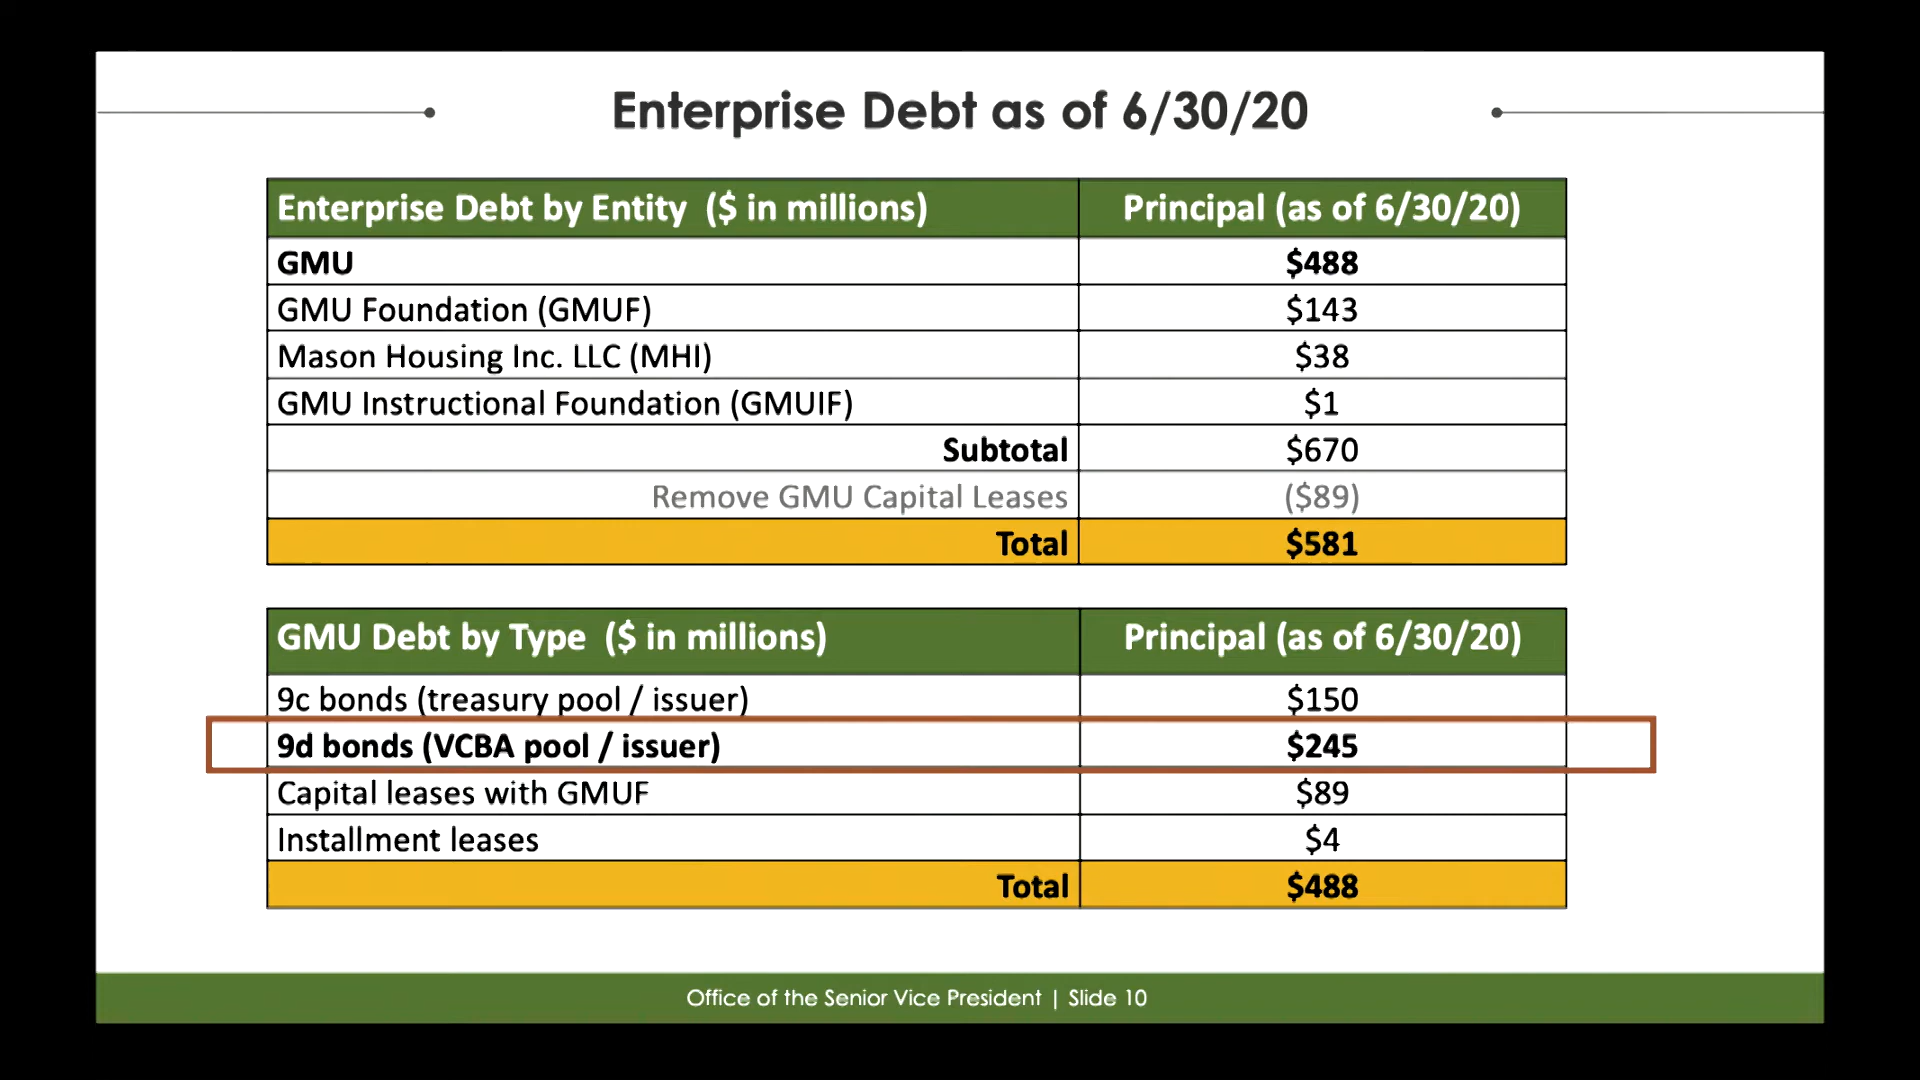 Enterprise Debt as of 6/30/20
Enterprise Debt by Entity ($ in millions) Principal (as of 6/30/20)
GMU $488
GMU Foundation (GMUF) $143
Mason Housing Inc. LLC (MHI) $38
GMU Instructional Foundation (GMUIF) $1
Subtotal $670
Remove GMU Capital Leases ($89)
Total $581
GMU Debt by Type ($ in millions) Principal (as of 6/30/20)
9c bonds (treasury pool / issuer) $150
9d bonds (VCBA pool / issuer) $245
Capital leases with GMUF $89
Installment leases $4
Total $488
Office of the Senior Vice President | Slide 10